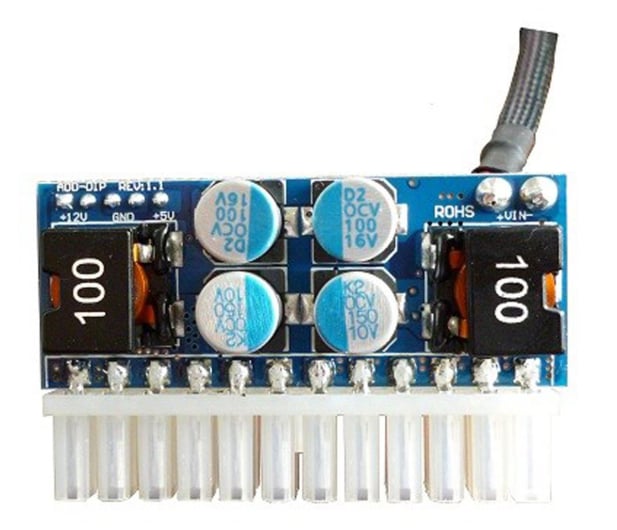 ADD-DIP REV:1.1
+12V GND +5V
ROHS +VIN-
D2
OCV
100
16V
D2
OCV
100
16V
K2
OCV
150
10V
K2
OCV
150
10V
100
100